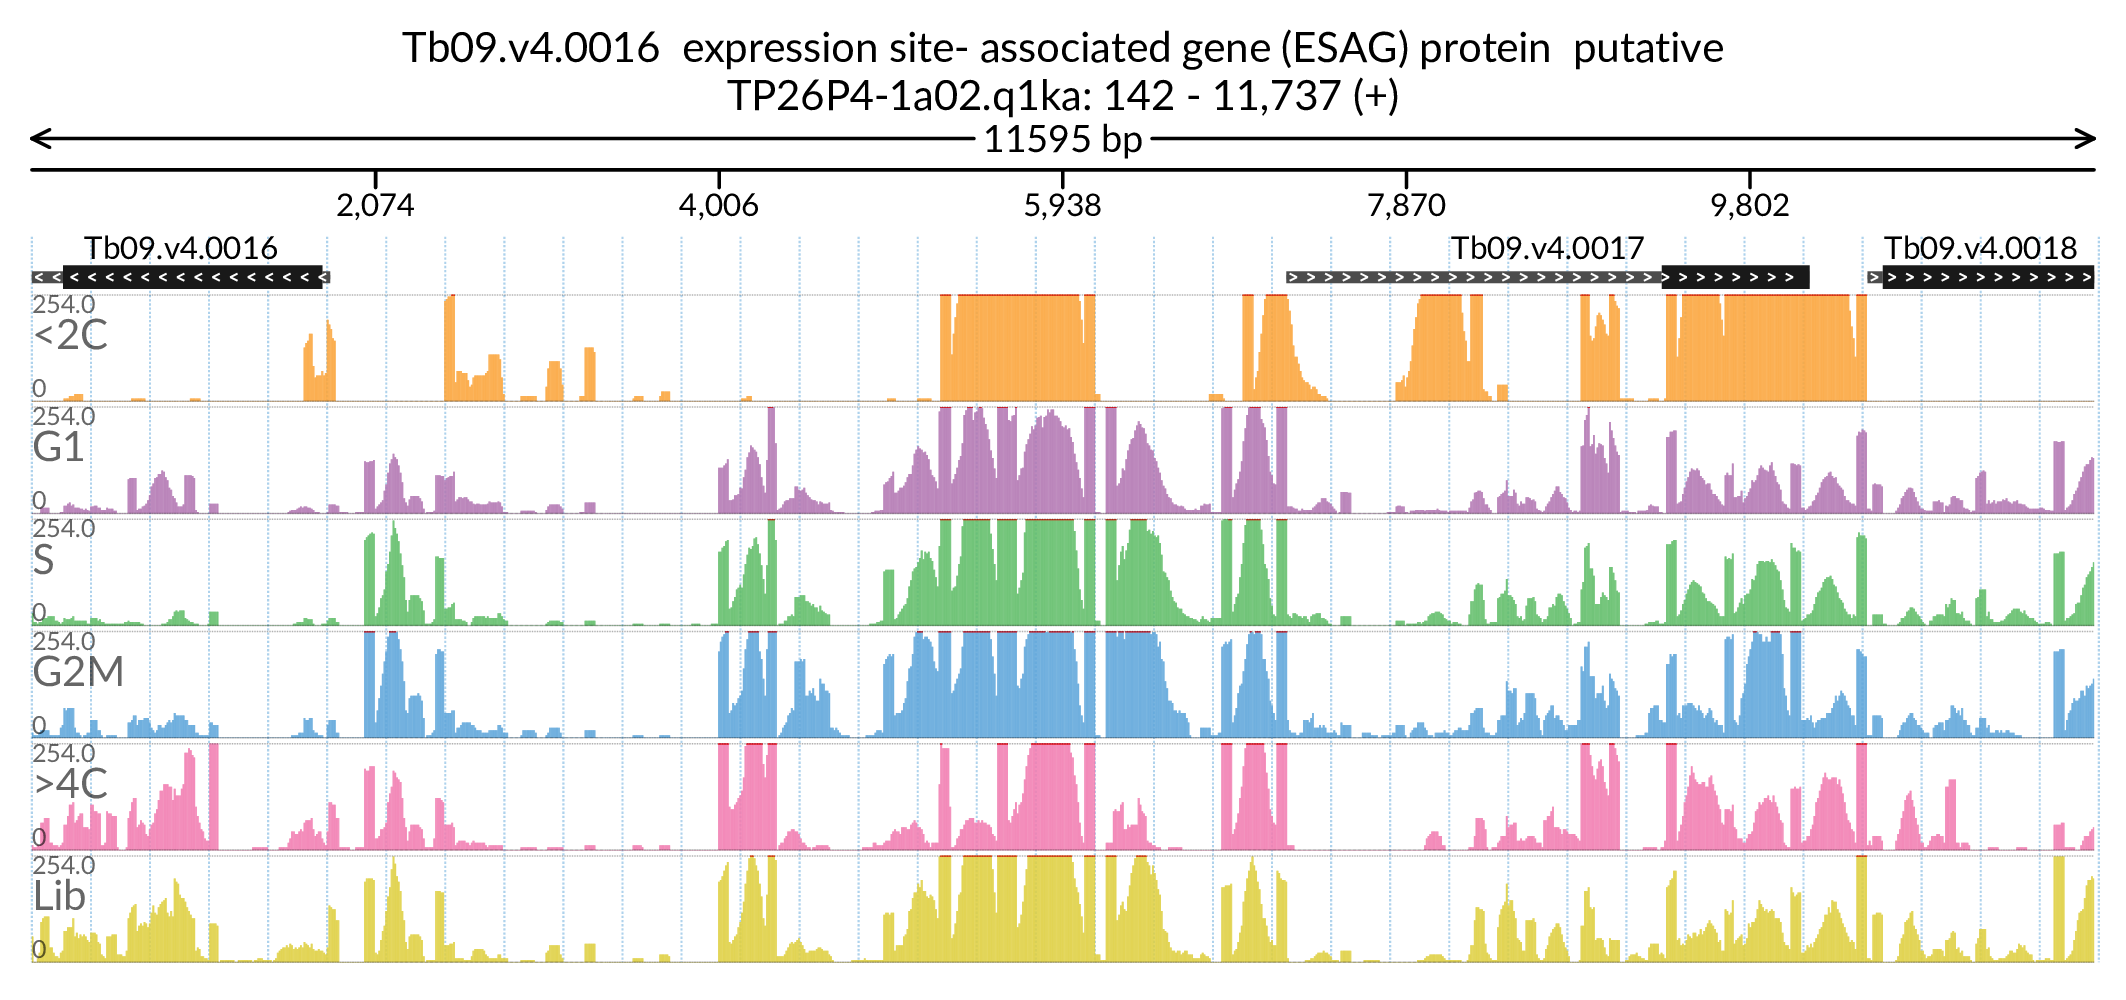 Tb09.v4.0016 expression site- associated gene (ESAG) protein putative
TP26P4-1a02.q1ka: 142 - 11,737 (+)
11595 bp
2,074 4,006 5,938 7,870 9,802
Tb09.v4.0016 Tb09.v4.0017 Tb09.v4.0018
254.0
<2C
0
254.0
G1
0
254.0
S
0
254.0
G2M
0
254.0
>4C
0
254.0
Lib
0